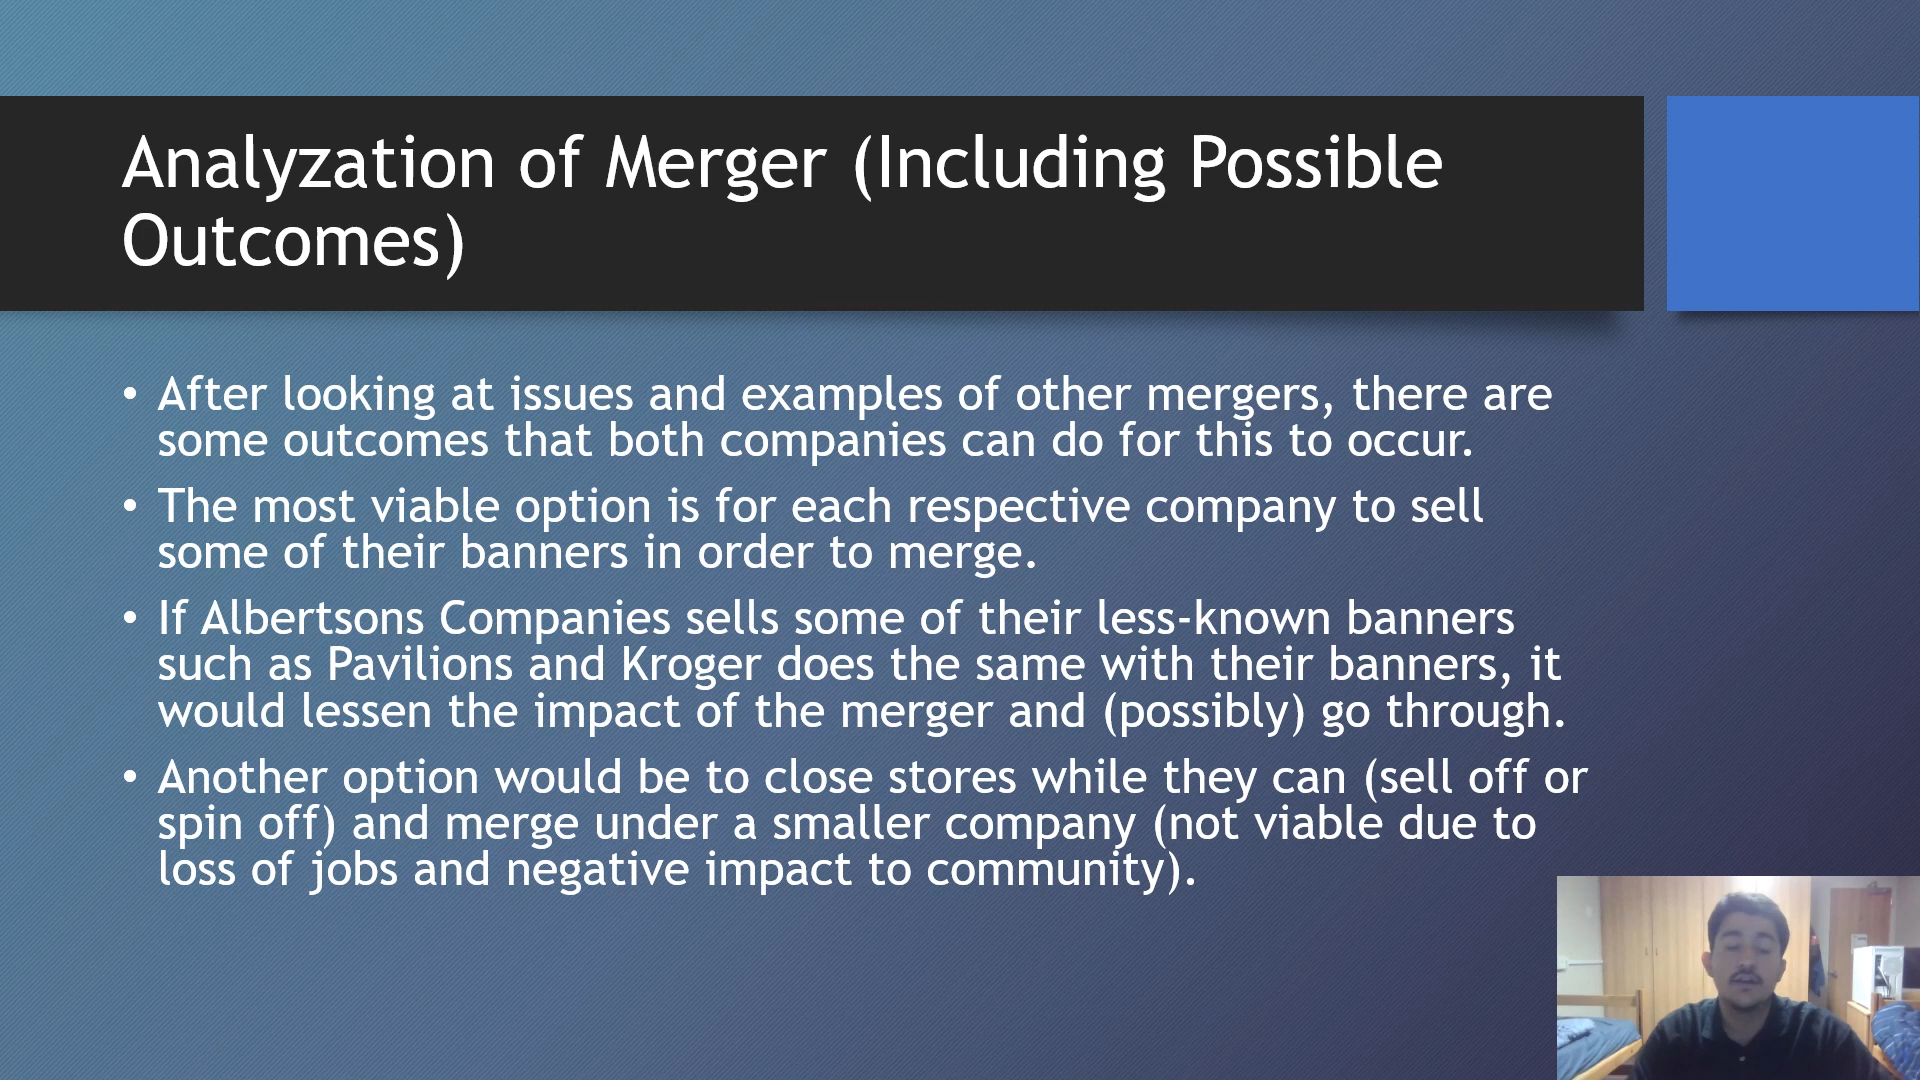 Analyzation of Merger (Including Possible
Outcomes)
• After looking at issues and examples of other mergers, there are
some outcomes that both companies can do for this to occur.
• The most viable option is for each respective company to sell
some of their banners in order to merge.
• If Albertsons Companies sells some of their less-known banners
such as Pavilions and Kroger does the same with their banners, it
would lessen the impact of the merger and (possibly) go through.
• Another option would be to close stores while they can (sell off or
spin off) and merge under a smaller company (not viable due to
loss of jobs and negative impact to community).